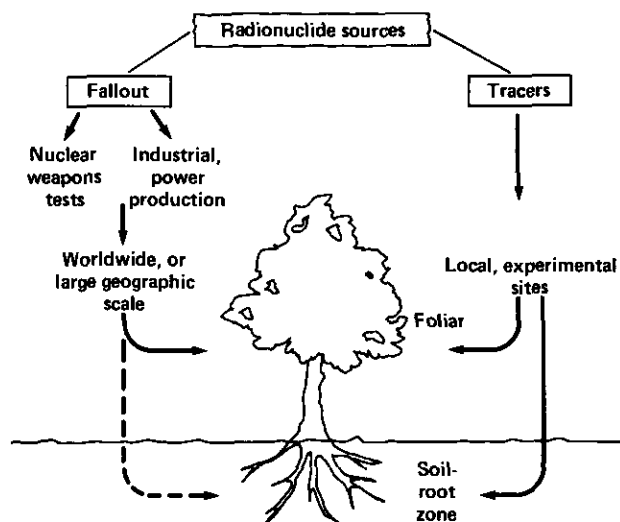 Radionuclide sources
Fallout
Tracers
Nuclear
weapons
tests
Industrial,
power
production
Worldwide, or
large geographic
scale
Local, experimental
sites
Foliar
Soil-
root
zone